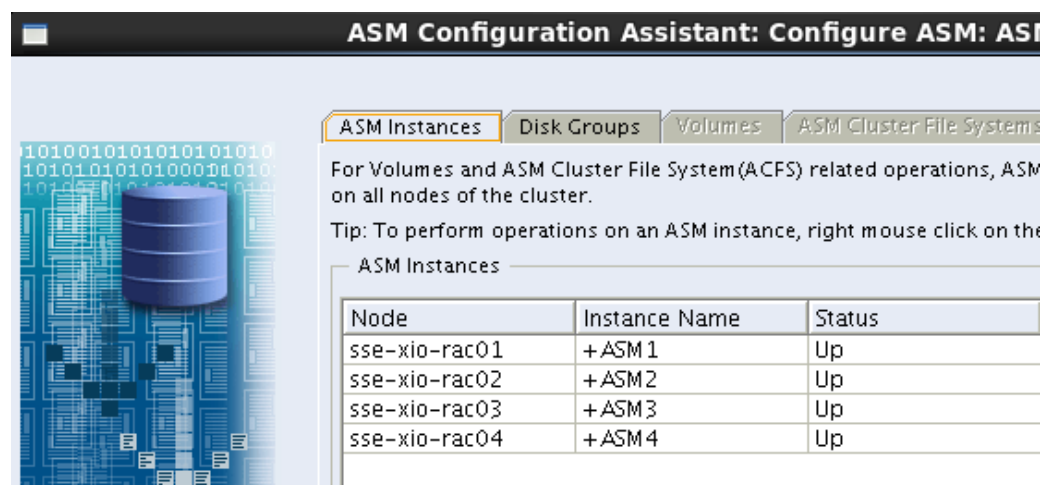 ASM Configuration Assistant: Configure ASM: ASM
ASM Instances Disk Groups Volumes ASM Cluster File Systems
For Volumes and ASM Cluster File System(ACFS) related operations, ASM
on all nodes of the cluster.
Tip: To perform operations on an ASM instance, right mouse click on the
ASM Instances
Node Instance Name Status
sse-xio-rac01 +ASM1 Up
sse-xio-rac02 +ASM2 Up
sse-xio-rac03 +ASM3 Up
sse-xio-rac04 +ASM4 Up